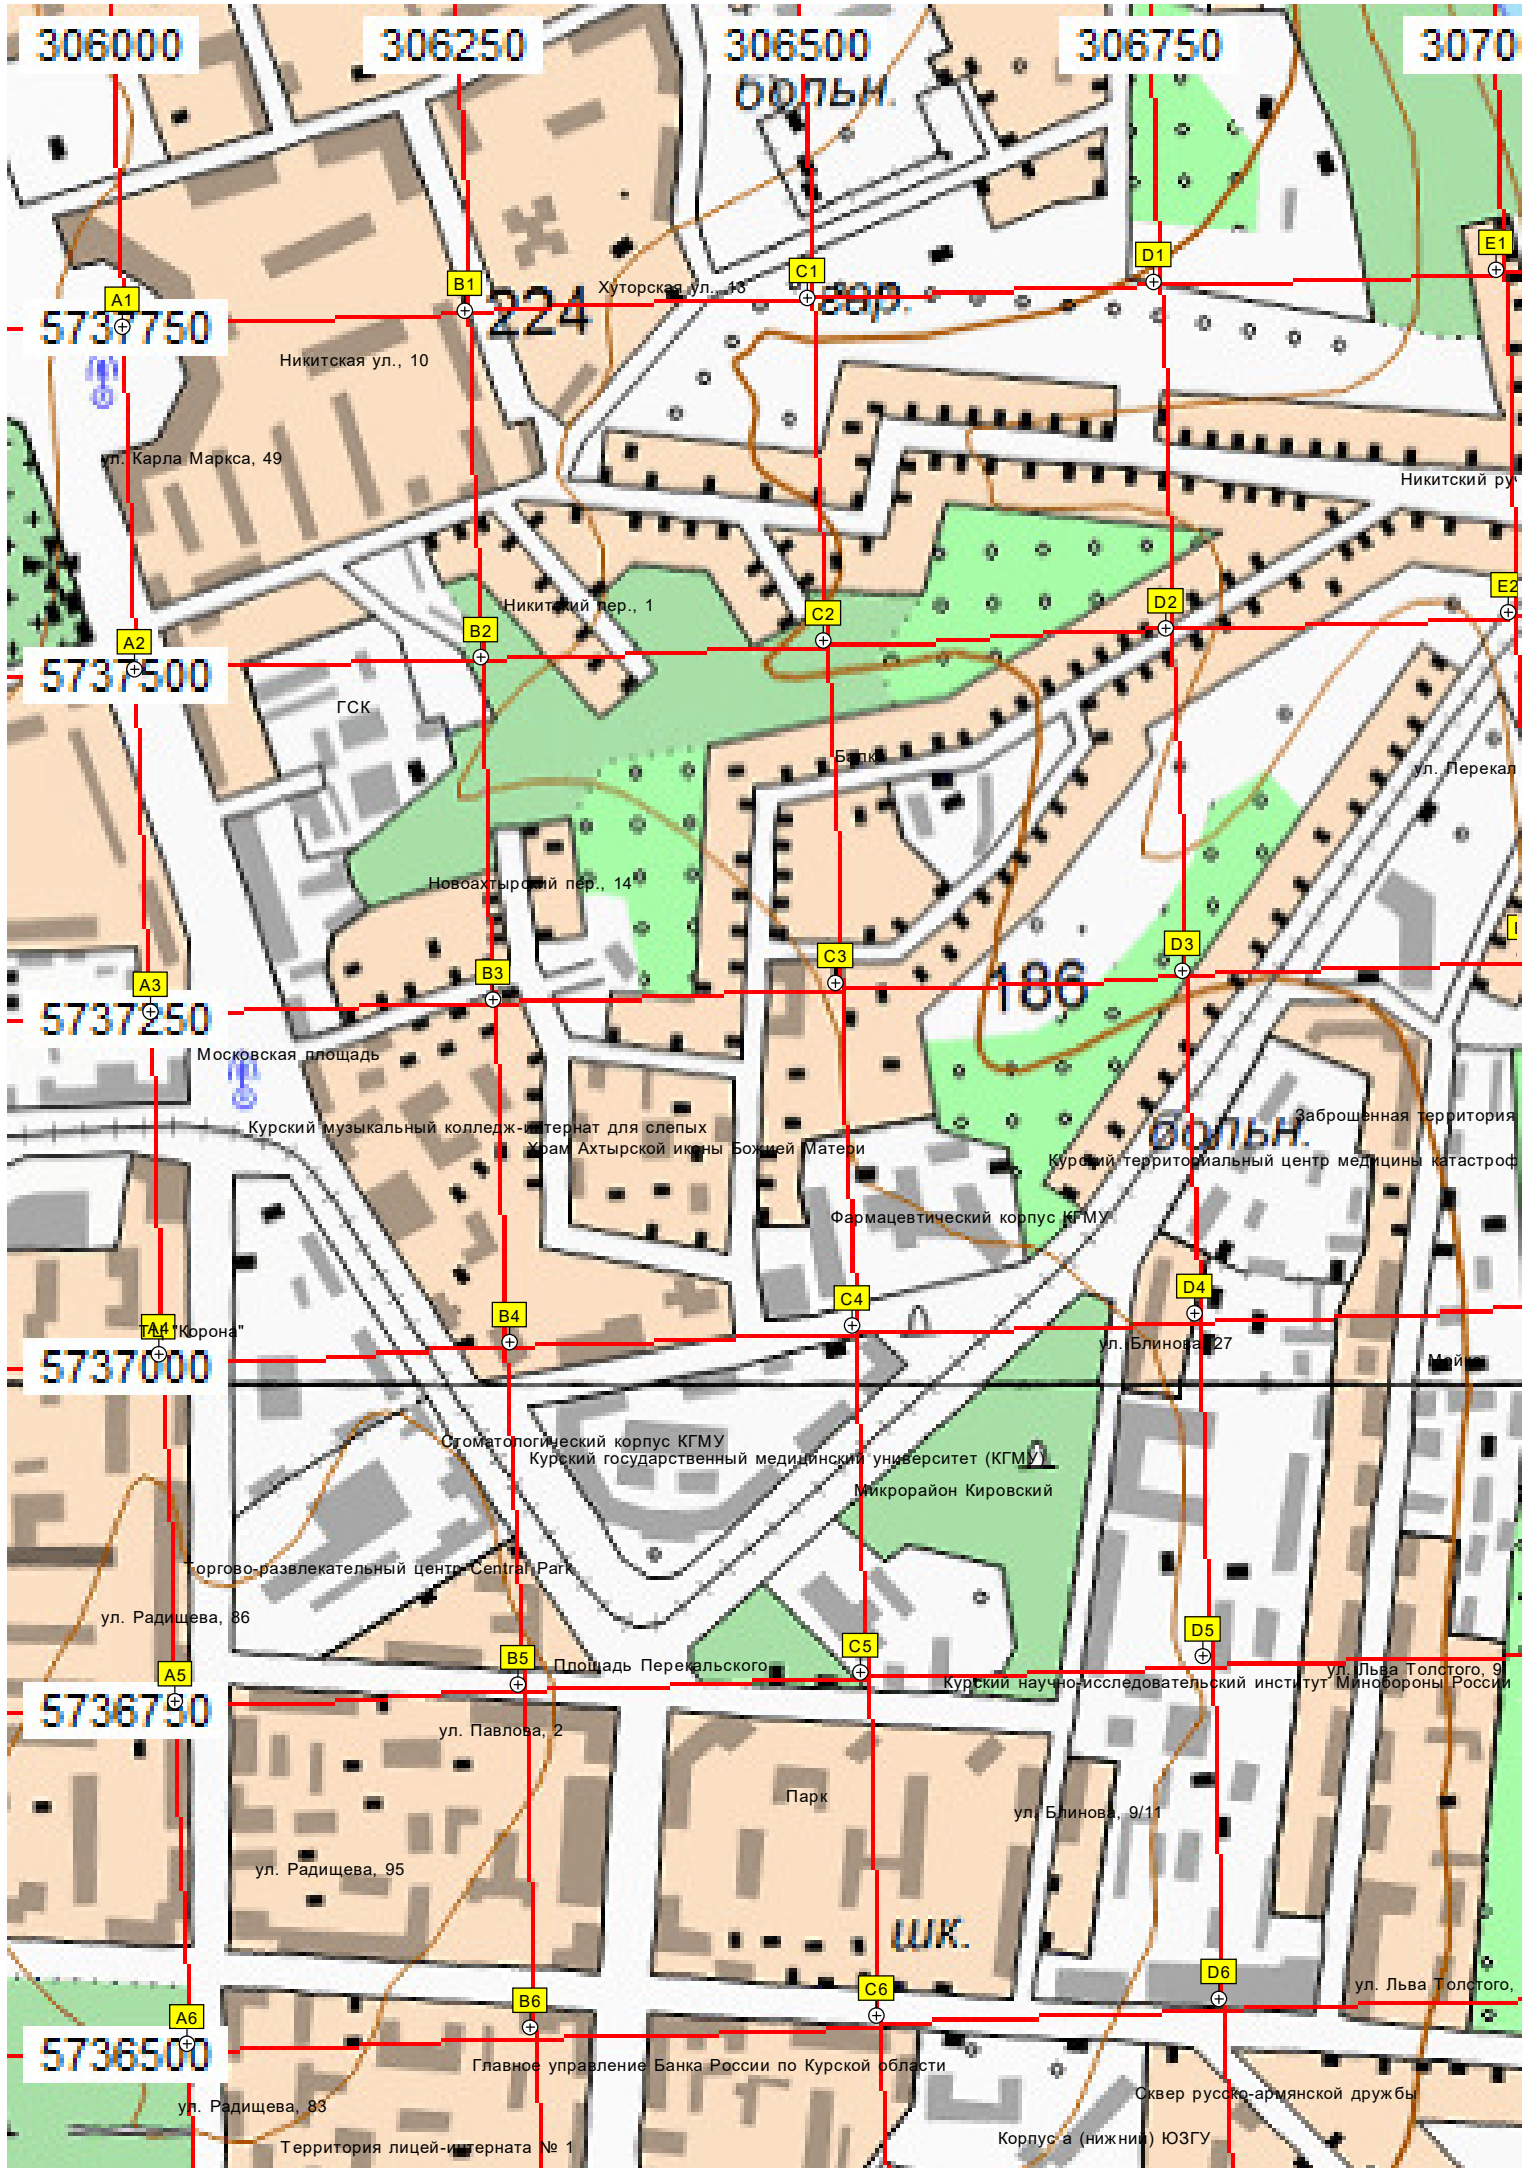 306000 306250 306500 306750 3070
больн.
E1
D1
C1
B1
A1
Хуторская ул., 13
224
зар.
5737750
Никитская ул., 10
ул. Карла Маркса, 49
Никитский руч
E2
D2
Никитский пер., 1
C2
B2
A2
5737500
ГСК
Балка
ул. Перекал
Новоахтырский пер., 14
D3
C3
B3
A3
186
5737250
Московская площадь
Заброшенная территория
Курский музыкальный колледж-интернат для слепых
больн.
Храм Ахтырской иконы Божией Матери
Курский территориальный центр медицины катастроф
Фармацевтический корпус КГМУ
D4
C4
B4
A4
ТЦ "Корона"
ул. Блинова, 27
Мойка
5737000
Стоматологический корпус КГМУ
Курский государственный медицинский университет (КГМУ)
Микрорайон Кировский
Торгово-развлекательный центр Central Park
ул. Радищева, 86
D5
C5
B5
A5
Площадь Перекальского
ул. Льва Толстого, 9
Курский научно-исследовательский институт Минобороны России
5736750
ул. Павлова, 2
Парк
ул. Блинова, 9/11
ул. Радищева, 95
шк.
D6
ул. Льва Толстого,
C6
B6
A6
5736500
Главное управление Банка России по Курской области
Сквер русско-армянской дружбы
ул. Радищева, 83
Корпус а (нижний) ЮЗГУ
Территория лицей-интерната № 1